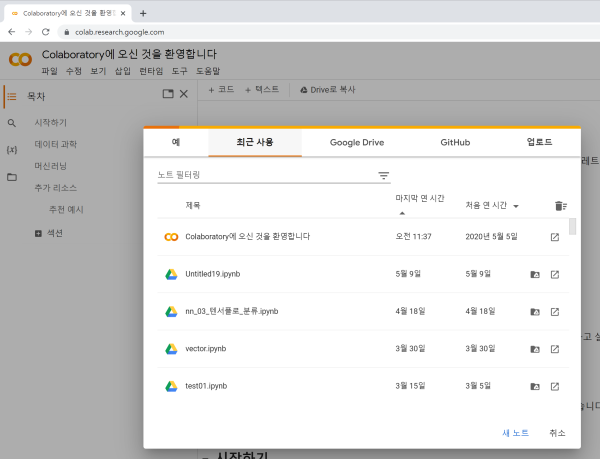 Colaboratory에 오신 것을 환영합
colab.research.google.com
Colaboratory에 오신 것을 환영합니다
파일 수정 보기 삽입 런타임 도구 도움말
목차
+ 코드 + 텍스트 Drive로 복사
시작하기
데이터 과학
머신러닝
추가 리소스
추천 예시
섹션
{x}
예 최근 사용 Google Drive GitHub 업로드
노트 필터링
제목 마지막 연 시간 처음 연 시간
Colaboratory에 오신 것을 환영합니다 오전 11:37 2020년 5월 5일
Untitled19.ipynb 5월 9일 5월 9일
nn_03_텐서플로_분류.ipynb 4월 18일 4월 18일
vector.ipynb 3월 30일 3월 30일
test01.ipynb 3월 15일 3월 5일
새 노트 취소
레트
하고
습니다
시작하기